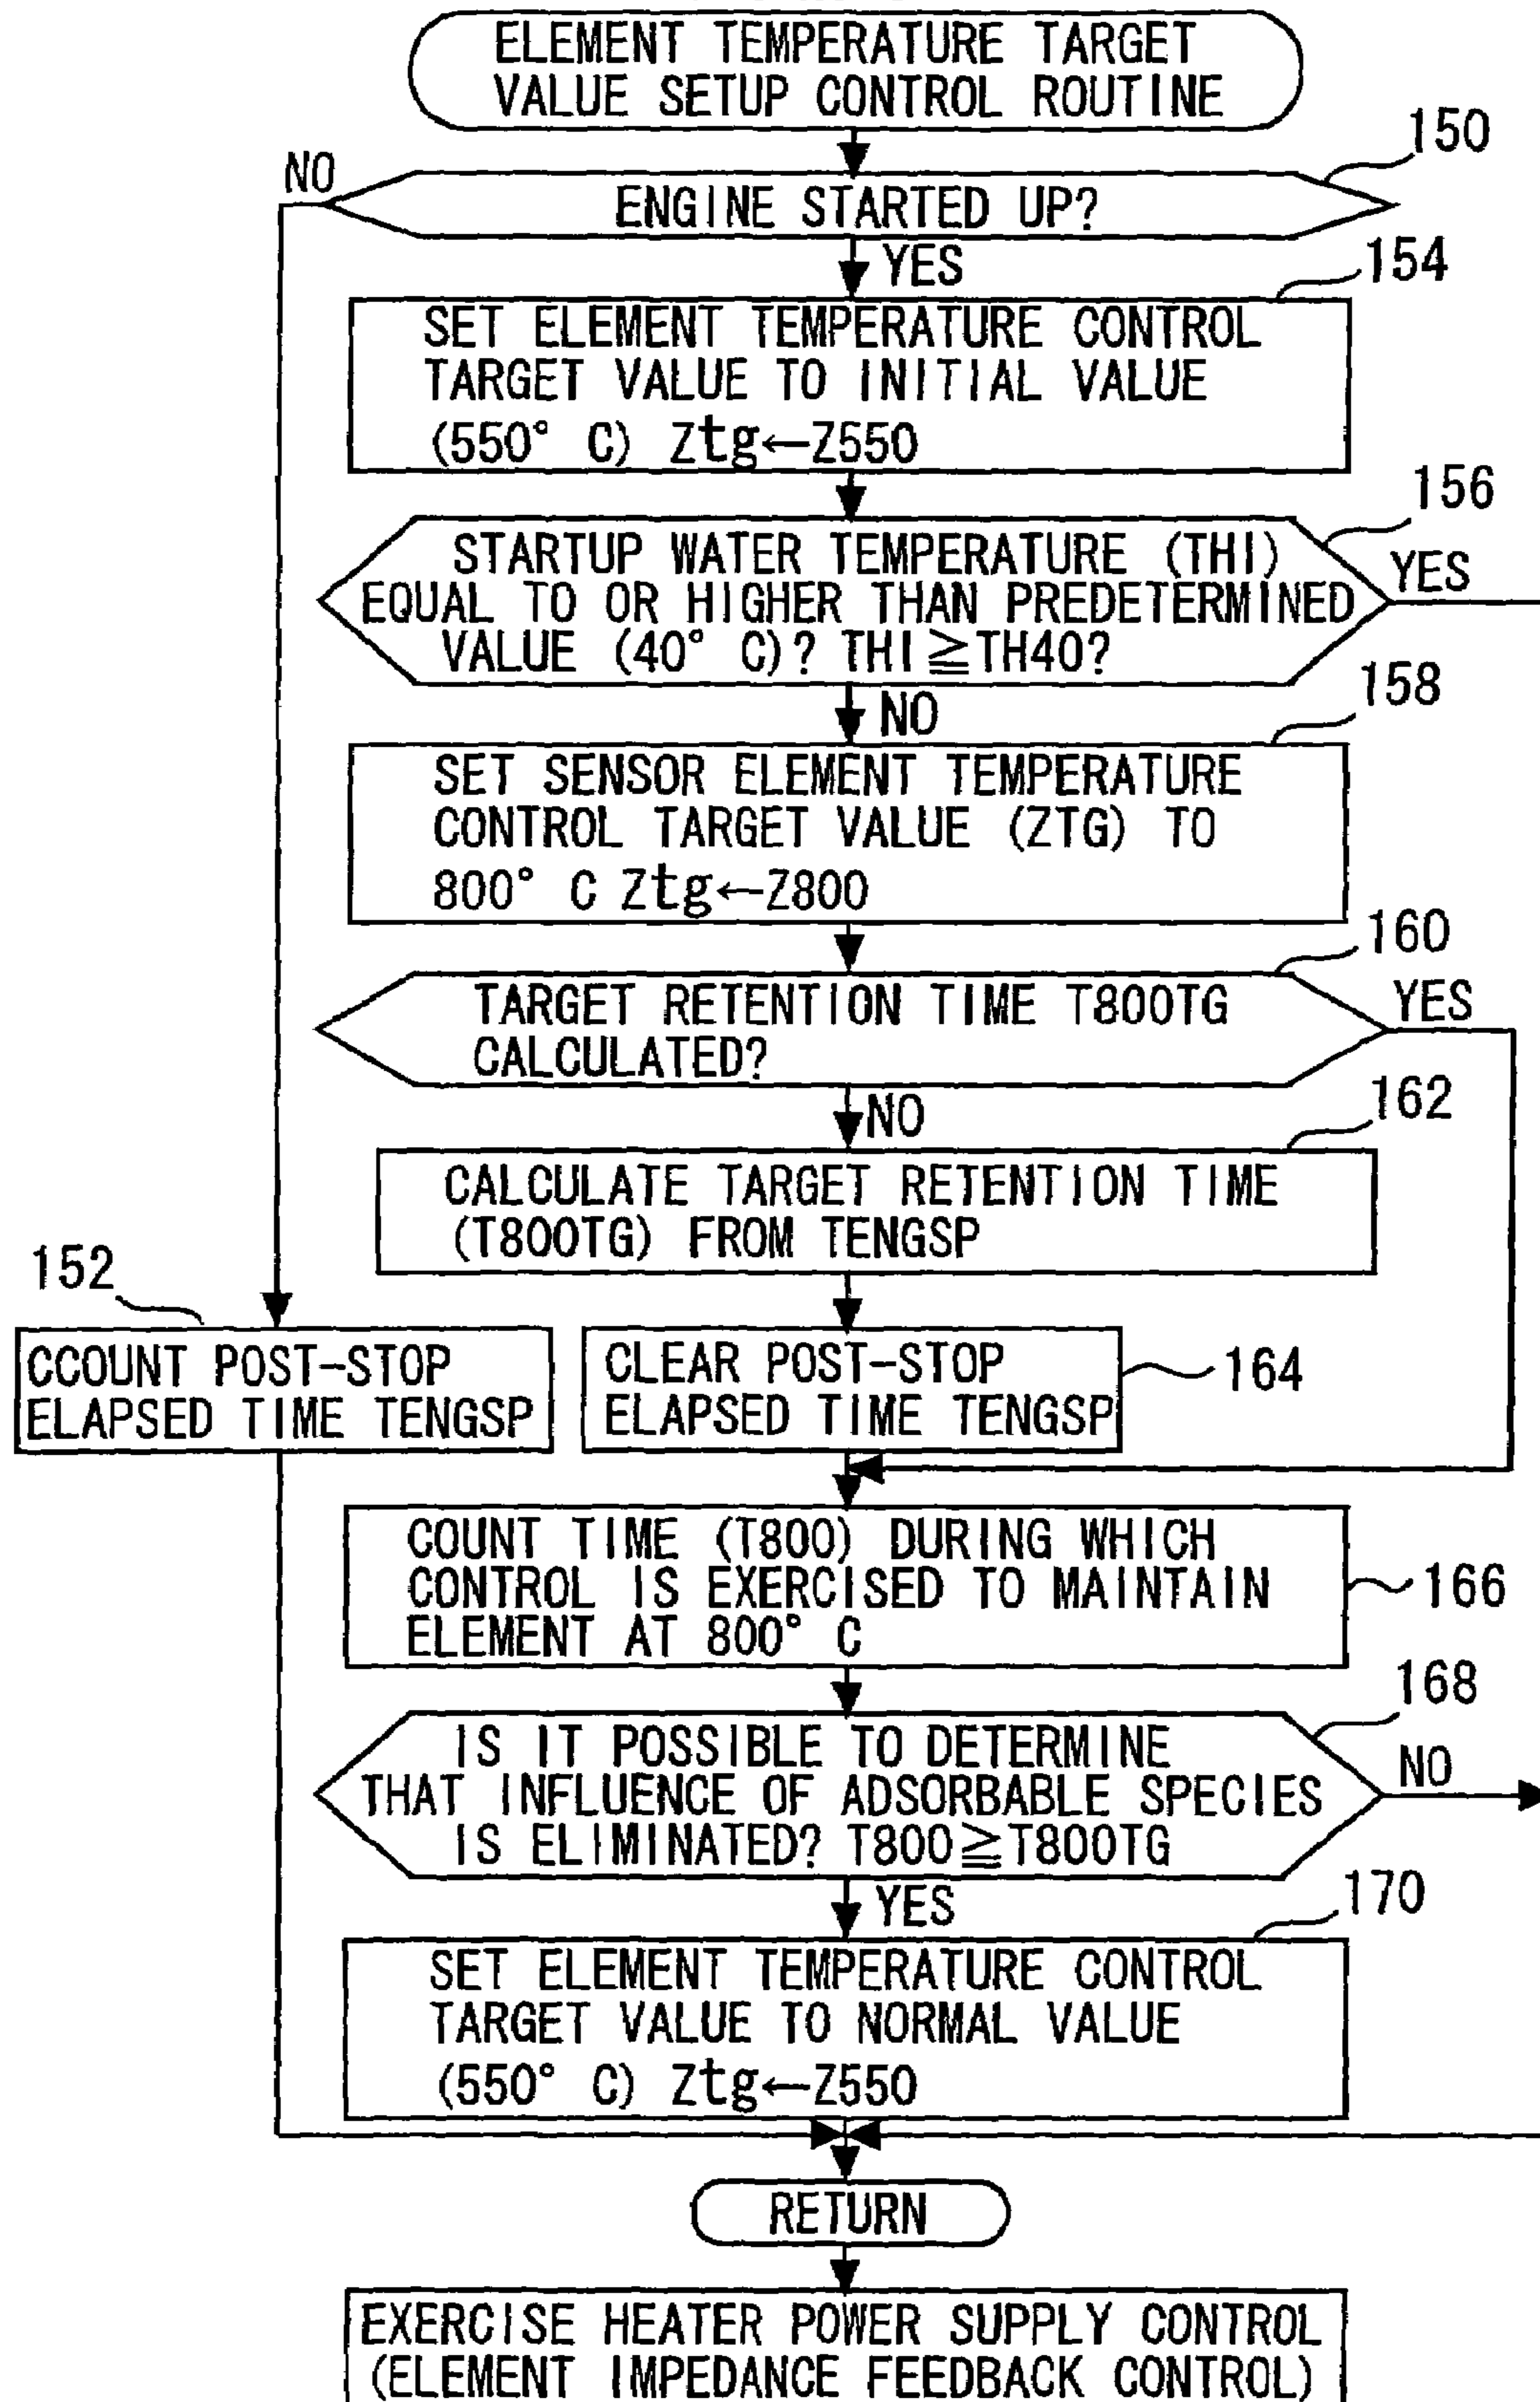 ELEMENT TEMPERATURE TARGET
VALUE SETUP CONTROL ROUTINE
150
NO
ENGINE STARTED UP?
YES
154
SET ELEMENT TEMPERATURE CONTROL
TARGET VALUE TO INITIAL VALUE
(550° C) Ztg←Z550
156
STARTUP WATER TEMPERATURE (THI)
EQUAL TO OR HIGHER THAN PREDETERMINED
VALUE (40° C)? THI≧TH40?
YES
NO
158
SET SENSOR ELEMENT TEMPERATURE
CONTROL TARGET VALUE (ZTG) TO
800° C Ztg←Z800
160
TARGET RETENTION TIME T800TG
CALCULATED?
YES
NO
162
CALCULATE TARGET RETENTION TIME
(T800TG) FROM TENGSP
152
CCOUNT POST-STOP
ELAPSED TIME TENGSP
CLEAR POST-STOP
ELAPSED TIME TENGSP
164
COUNT TIME (T800) DURING WHICH
CONTROL IS EXERCISED TO MAINTAIN
ELEMENT AT 800° C
166
168
IS IT POSSIBLE TO DETERMINE
THAT INFLUENCE OF ADSORBABLE SPECIES
IS ELIMINATED? T800≧T800TG
NO
YES
170
SET ELEMENT TEMPERATURE CONTROL
TARGET VALUE TO NORMAL VALUE
(550° C) Ztg←Z550
RETURN
EXERCISE HEATER POWER SUPPLY CONTROL
(ELEMENT IMPEDANCE FEEDBACK CONTROL)